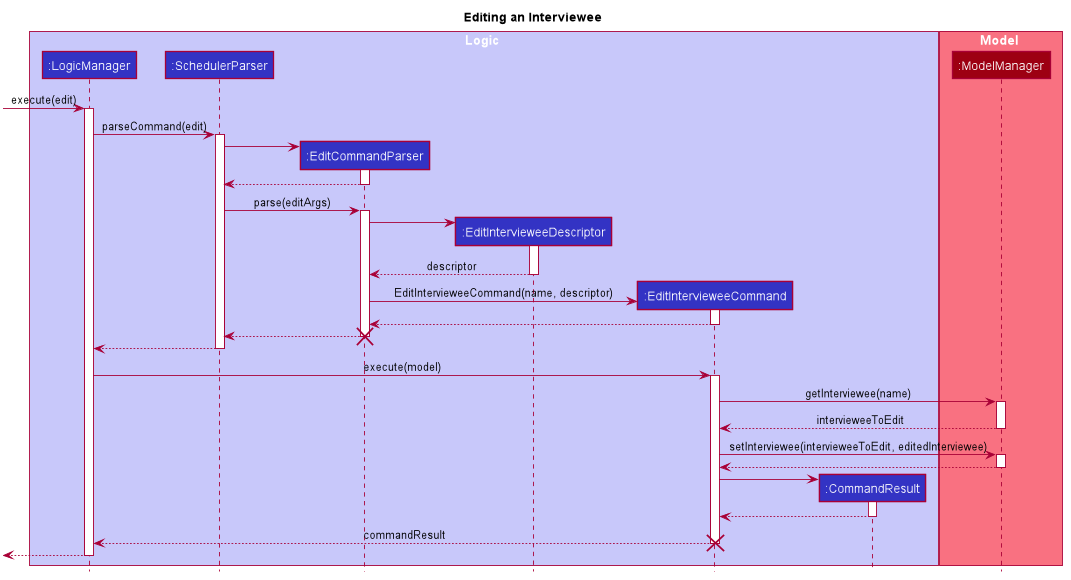 Editing an Interviewee
Logic
Model
:LogicManager
:SchedulerParser
:ModelManager
execute(edit)
parseCommand(edit)
:EditCommandParser
parse(editArgs)
:EditIntervieweeDescriptor
descriptor
EditIntervieweeCommand(name, descriptor)
:EditIntervieweeCommand
execute(model)
getInterviewee(name)
intervieweeToEdit
setInterviewee(intervieweeToEdit, editedInterviewee)
:CommandResult
commandResult